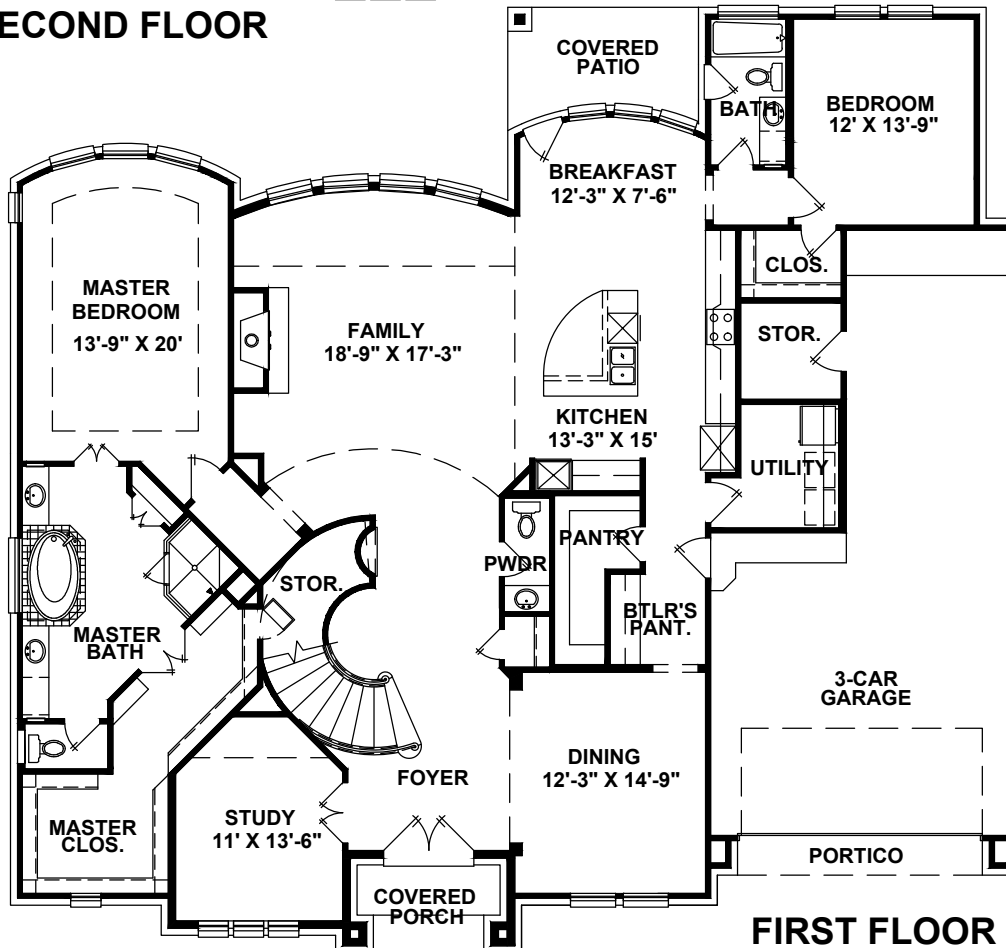 ECOND FLOOR
COVERED
PATIO
BATH
BEDROOM
12' X 13'-9"
BREAKFAST
12'-3" X 7'-6"
CLOS.
MASTER
BEDROOM
13'-9" X 20'
FAMILY
18'-9" X 17'-3"
STOR.
KITCHEN
13'-3" X 15'
UTILITY
PANTRY
PWDR
STOR.
BTLR'S
PANT.
MASTER
BATH
3-CAR
GARAGE
DINING
12'-3" X 14'-9"
FOYER
STUDY
11' X 13'-6"
MASTER
CLOS.
PORTICO
COVERED
PORCH
FIRST FLOOR